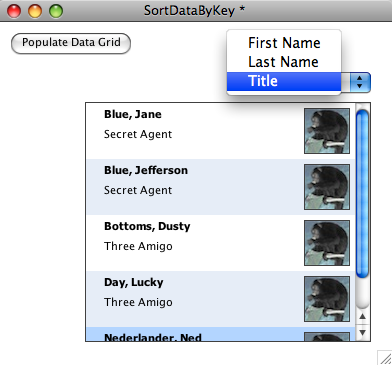 SortDataByKey *
Populate Data Grid
First Name
Last Name
Title
Blue, Jane
Secret Agent
Blue, Jefferson
Secret Agent
Bottoms, Dusty
Three Amigo
Day, Lucky
Three Amigo
Nederlander, Ned